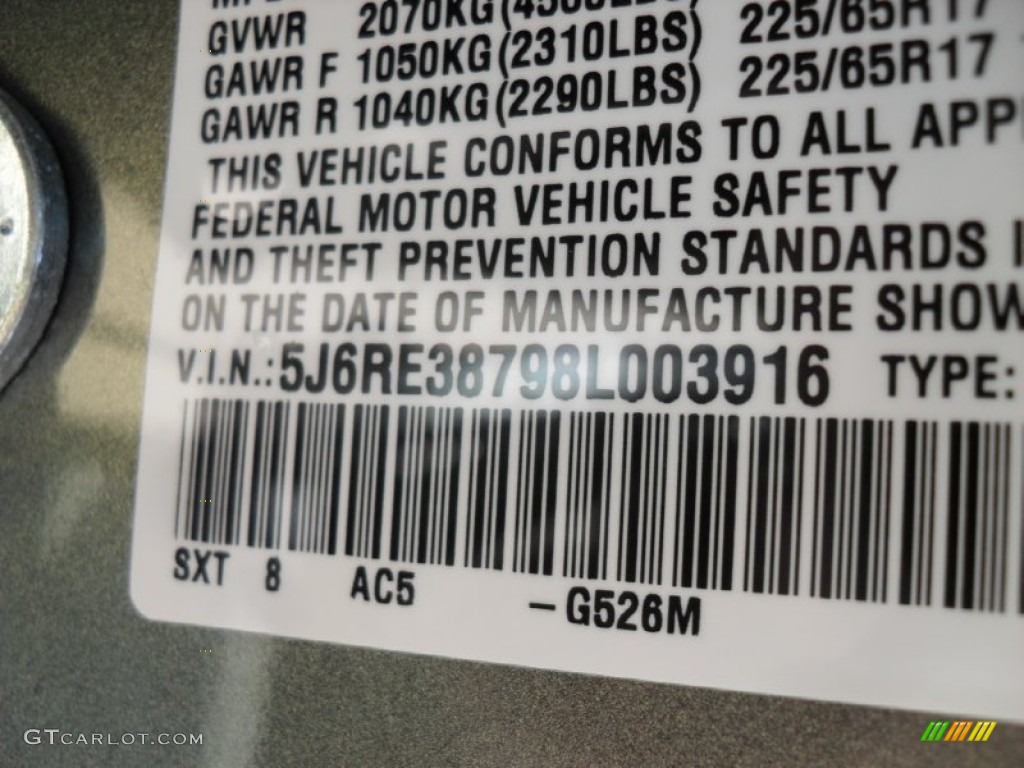 GVWR 2070KG
GAWR F 1050KG(2310LBS) 225/65R17
GAWR R 1040KG(2290LBS) 225/65R17
THIS VEHICLE CONFORMS TO ALL APP
FEDERAL MOTOR VEHICLE SAFETY
AND THEFT PREVENTION STANDARDS I
ON THE DATE OF MANUFACTURE SHOW
V.I.N.: 5J6RE38798L003916 TYPE:
SXT 8 AC5 –G526M
GTCARLOT.COM